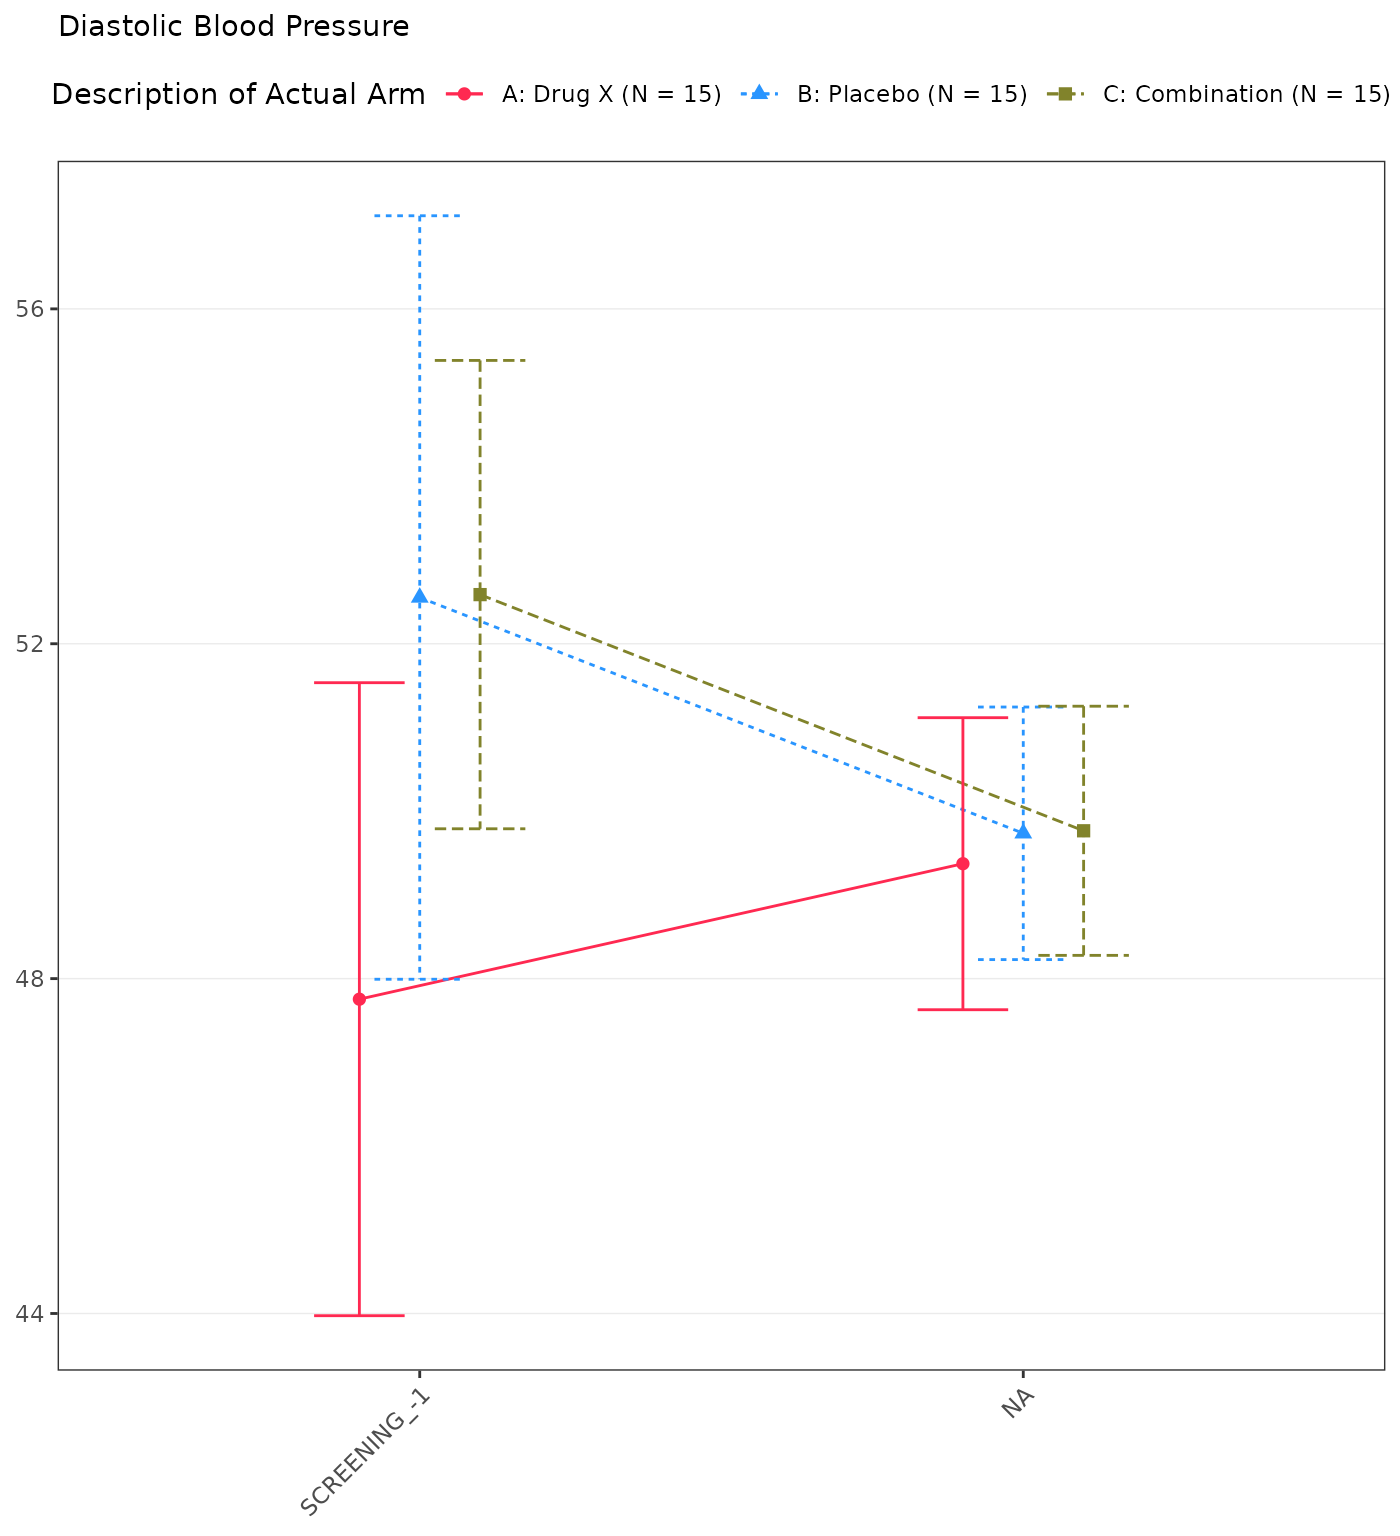 Diastolic Blood Pressure
Description of Actual Arm A: Drug X (N = 15) B: Placebo (N = 15) C: Combination (N = 15)
56
52
48
44
SCREENING_-1 NA